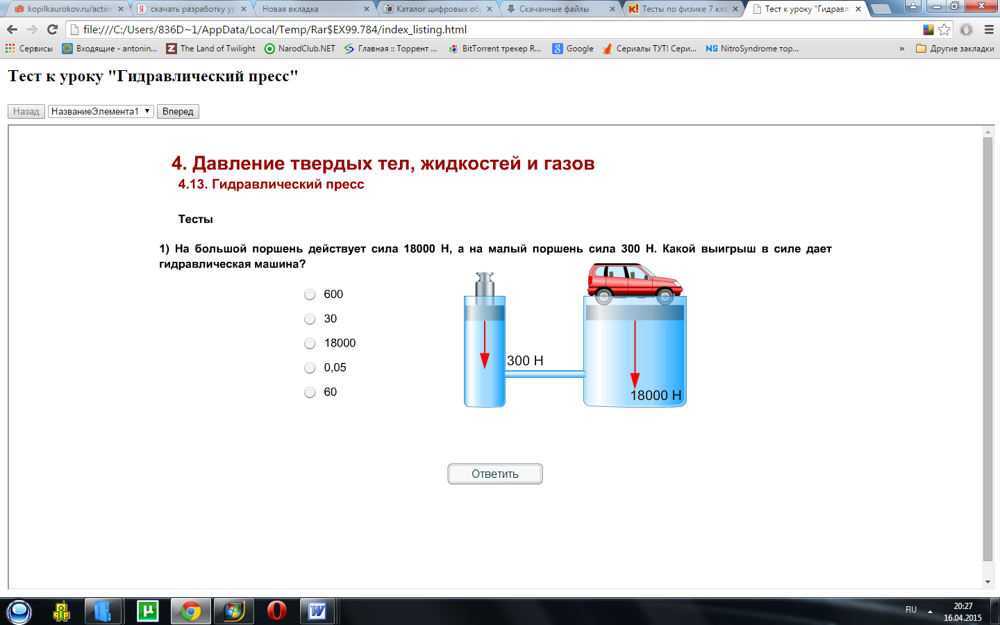 kopilkaurokov.ru/action
скачать разработку ур
Новая вкладка
Каталог цифровых об
Скачанные файлы
Тесты по физике 7 кла
Тест к уроку "Гидравл
file:///C:/Users/836D~1/AppData/Local/Temp/Rar$EX99.784/index_listing.html
Сервисы
Входящие - antonin...
The Land of Twilight
NarodClub.NET
Главная :: Торрент ...
BitTorrent трекер R...
Google
Сериалы ТУТ! Сери...
NS NitroSyndrome тор...
»
Другие закладки
Тест к уроку "Гидравлический пресс"
Назад НазваниеЭлемента1 Вперед
4. Давление твердых тел, жидкостей и газов
4.13. Гидравлический пресс
Тесты
1) На большой поршень действует сила 18000 Н, а на малый поршень сила 300 Н. Какой выигрыш в силе дает
гидравлическая машина?
600
30
18000
0,05
60
300 Н
18000 Н
Ответить
qip
RU
20:27
16.04.2015